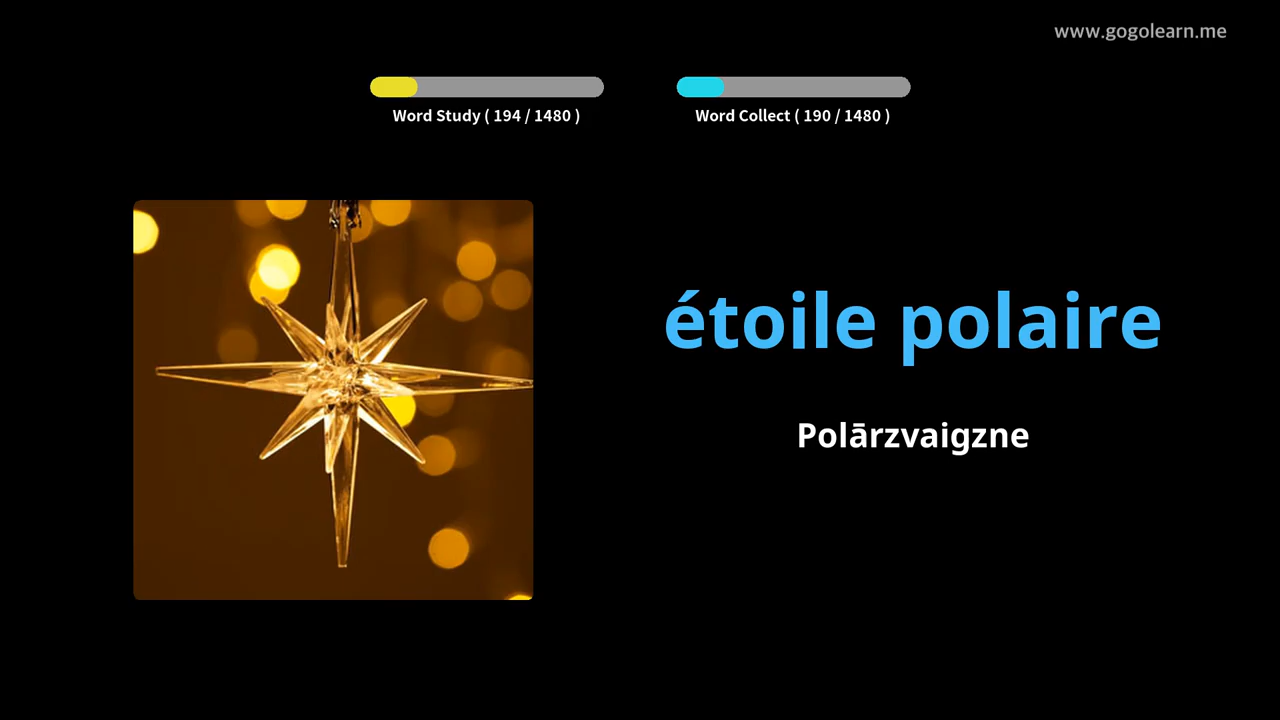 www.gogolearn.me
Word Study ( 194 / 1480 )
Word Collect ( 190 / 1480 )
étoile polaire
Polārzvaigzne